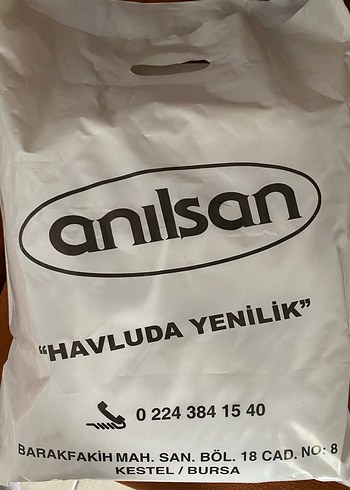 anılsan
"HAVLUDA YENİLİK"
0 224 384 15 40
BARAKFAKİH MAH. SAN. BÖL. 18 CAD. NO: 8
KESTEL / BURSA